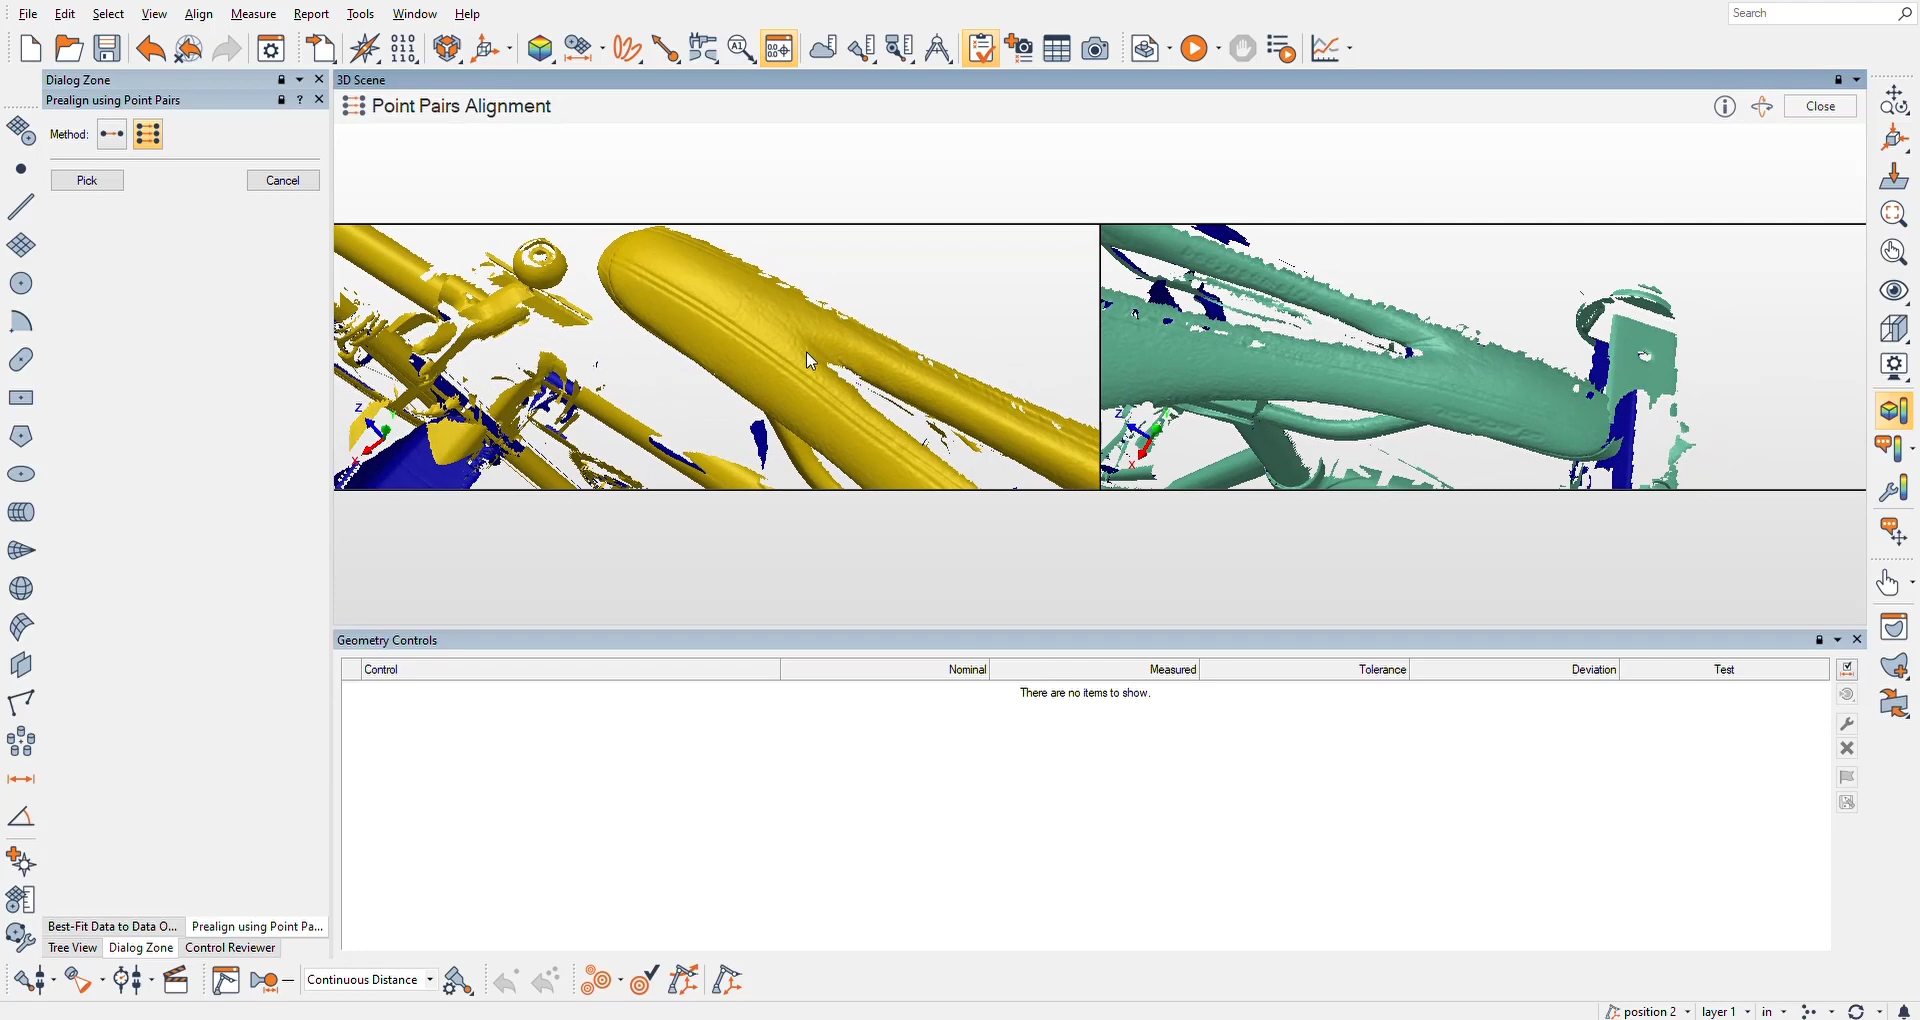 File Edit Select View Align Measure Report Tools Window Help
Search
Dialog Zone
3D Scene
Prealign using Point Pairs
Point Pairs Alignment
Close
Method:
Pick
Cancel
Z
X
Z
X
Geometry Controls
Control Nominal Measured Tolerance Deviation Test
There are no items to show.
Best-Fit Data to Data O...
Prealign using Point Pa...
Tree View
Dialog Zone
Control Reviewer
Continuous Distance
position 2
layer 1
in